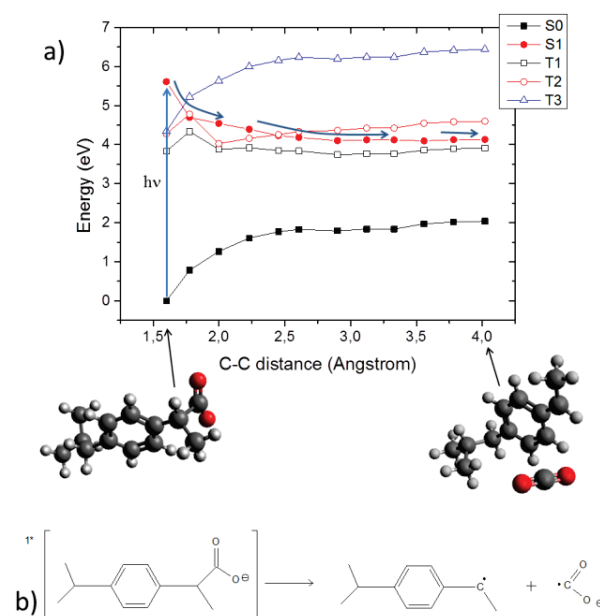 a)
7
6
5
4
3
2
1
0
Energy (eV)
hν
1,5
2,0
2,5
3,0
3,5
4,0
C-C distance (Angstrom)
S0
S1
T1
T2
T3
b)
1*
O
O⊖
C•
+
•C
O
O⊖